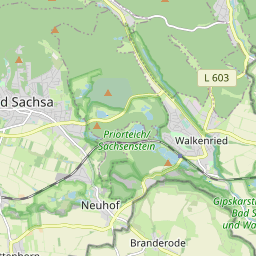 L 603
d Sachsa
Priorteich/
Sachsenstein
Walkenried
Gipskarst
Bad S
und Wa
Neuhof
Branderode